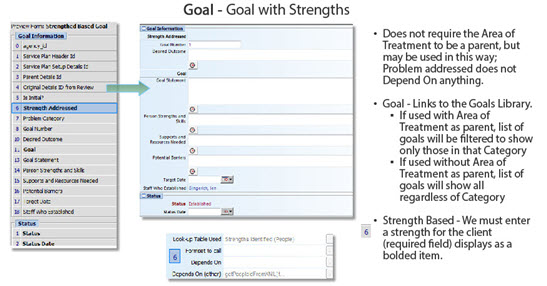 Goal - Goal with Strengths
Preview Form: Strengthed Based Goal
Goal Information
0 agency_id
1 Service Plan Header Id
2 Service Plan Setup Details Id
3 Parent Details Id
4 Original Details ID from Review
5 Is Initial?
6 Strength Addressed
7 Problem Category
8 Goal Number
10 Desired Outcome
11 Goal
13 Goal Statement
14 Person Strengths and Skills
15 Supports and Resources Needed
16 Potential Barriers
17 Target Date
18 Staff Who Established
Status
1 Status
2 Status Date
Goal Information
Strength Addressed
Goal Number 1
Desired Outcome
Goal
Goal Statement
Person Strengths and
Skills
Supports and
Resources Needed
Potential Barriers
Target Date
Staff Who Established
Status
Status Established
Status Date
Look-up Table Used Strengths Identified (People)
6
Formset to call
Depends On
Depends On (other)
• Does not require the Area of
Treatment to be a parent, but
may be used in this way;
Problem addressed does not
Depend On anything.
• Goal - Links to the Goals Library.
• If used with Area of
Treatment as parent, list of
goals will be filtered to show
only those in that Category
• If used without Area of
Treatment as parent, list of
goals will show all
regardless of Category
6
• Strength Based - We must enter
a strength for the client
(required field) displays as a
bolded item.